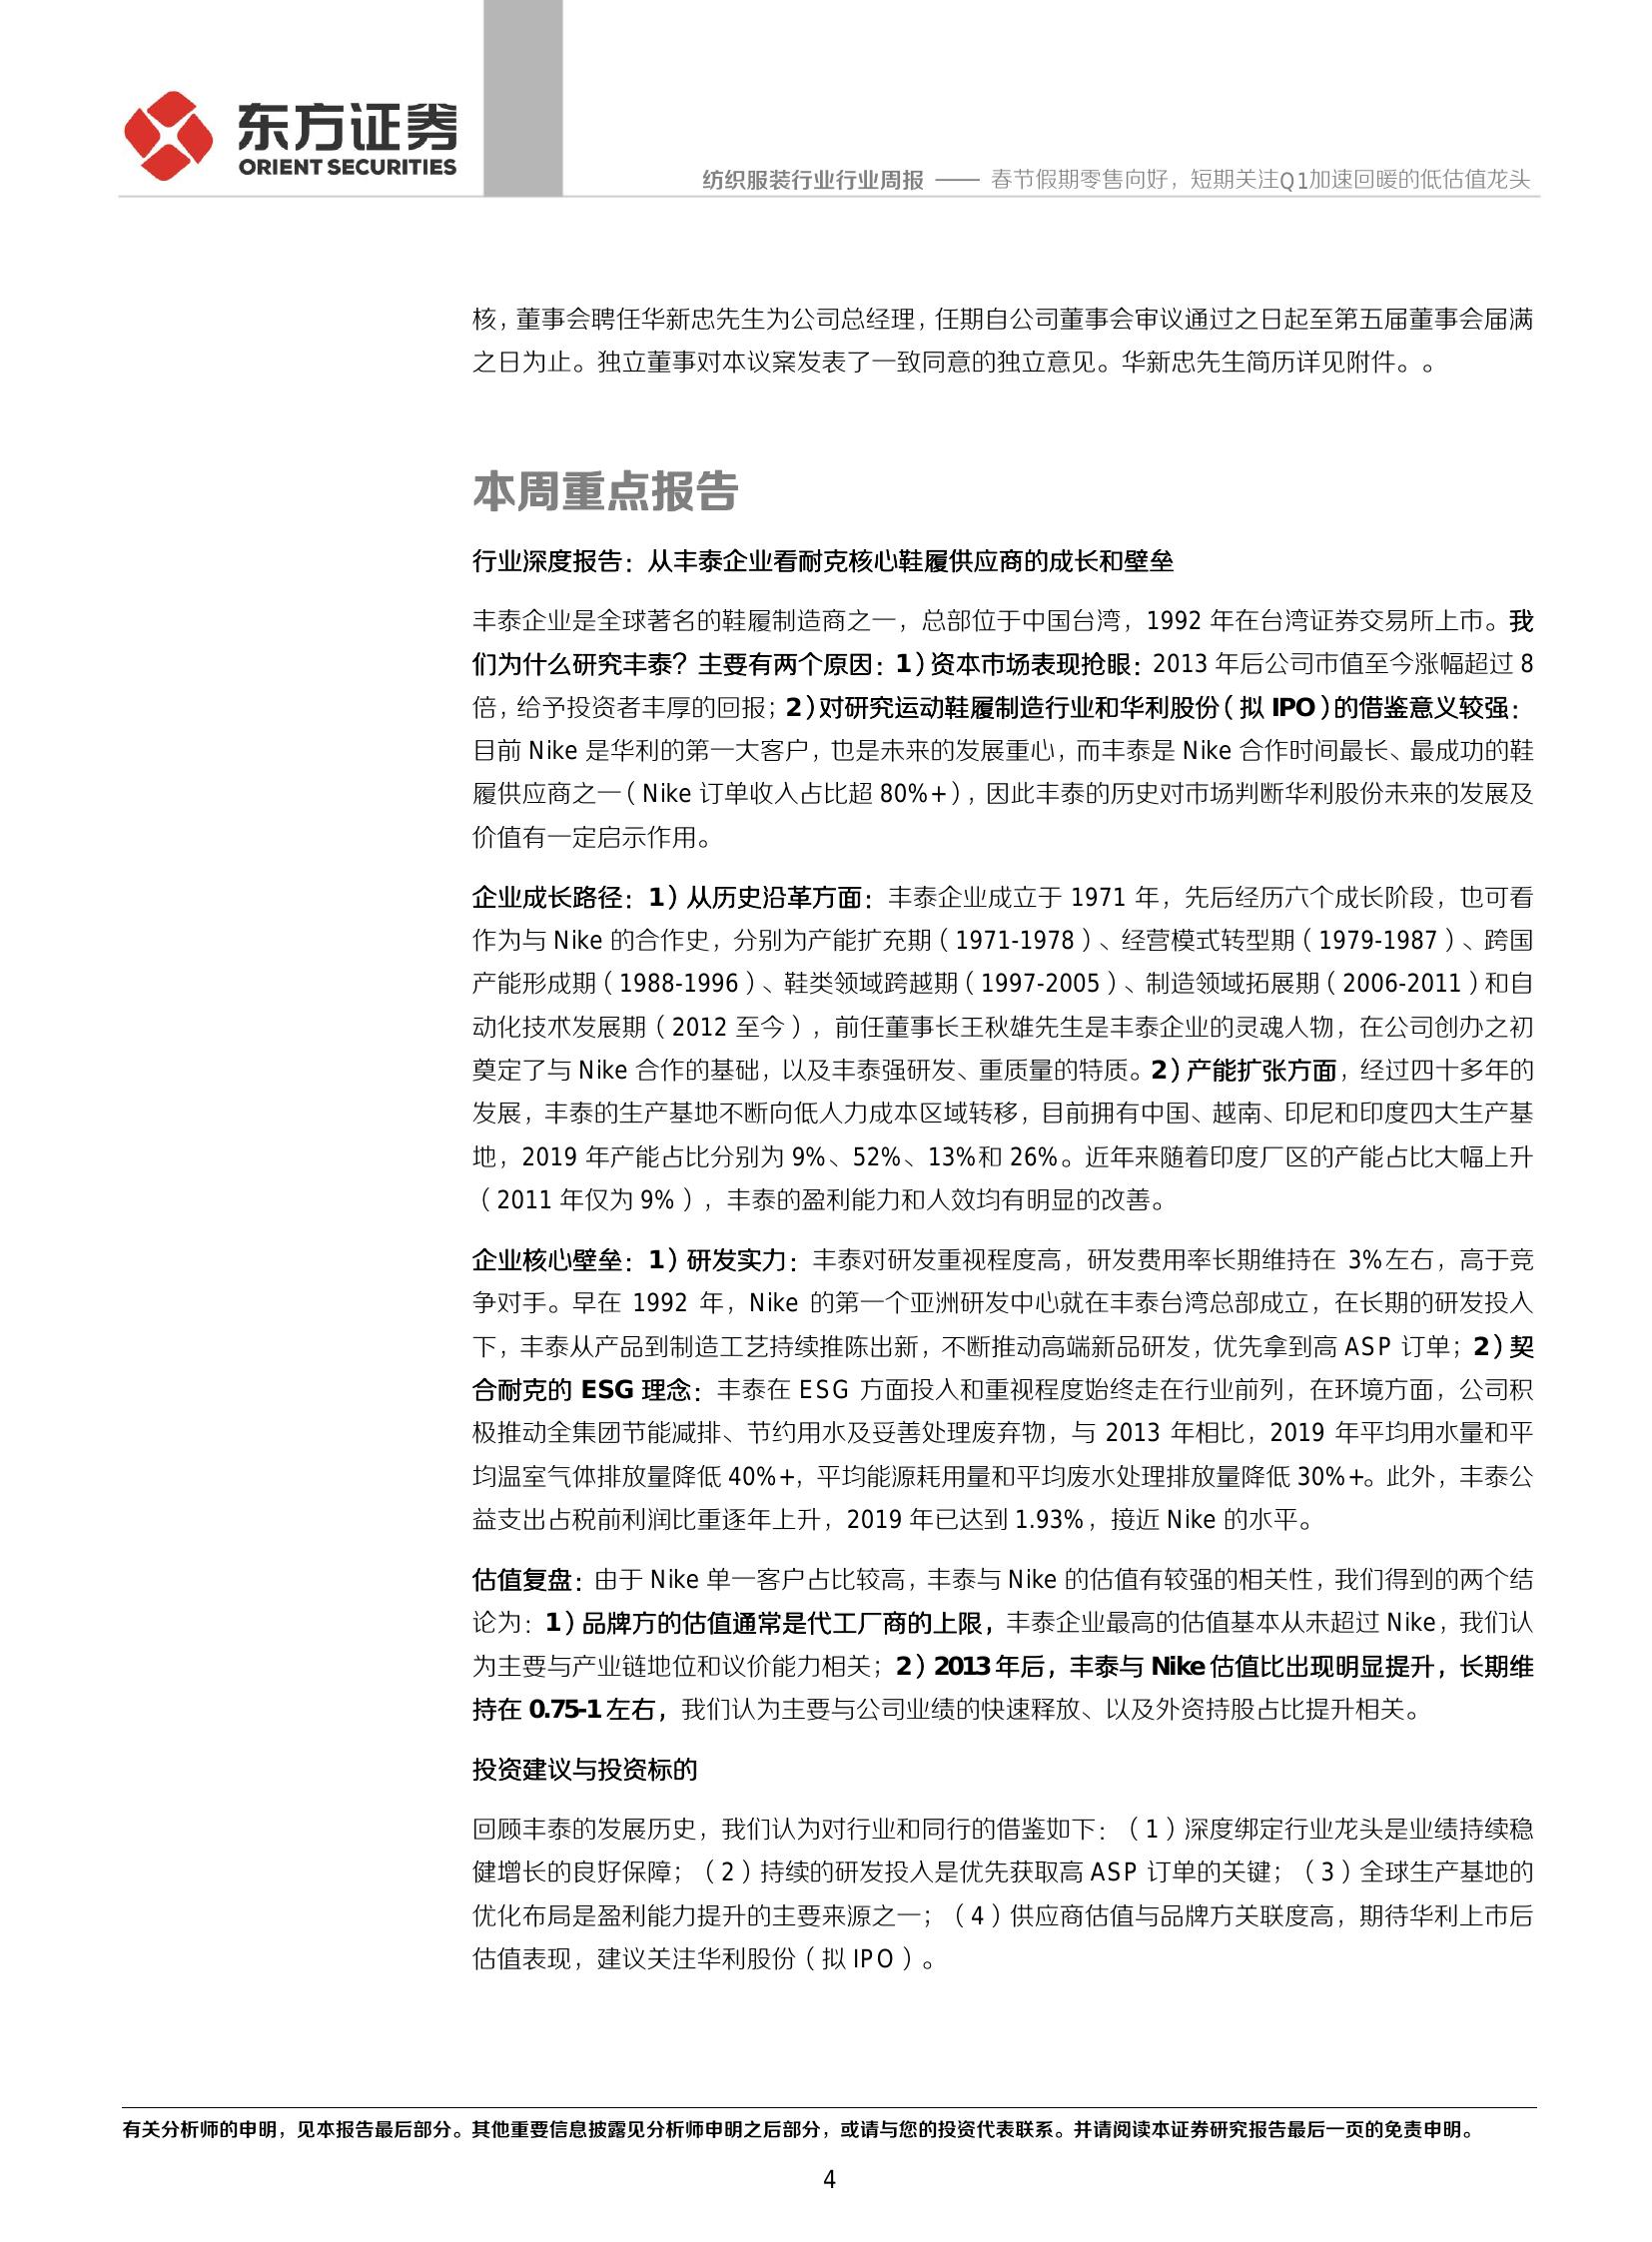 东方证券
ORIENT SECURITIES
纺织服装行业行业周报 —— 春节假期零售向好，短期关注Q1加速回暖的低估值龙头
核，董事会聘任华新忠先生为公司总经理，任期自公司董事会审议通过之日起至第五届董事会届满
之日为止。独立董事对本议案发表了一致同意的独立意见。华新忠先生简历详见附件。。
本周重点报告
行业深度报告：从丰泰企业看耐克核心鞋履供应商的成长和壁垒
丰泰企业是全球著名的鞋履制造商之一，总部位于中国台湾，1992 年在台湾证券交易所上市。我
们为什么研究丰泰？主要有两个原因：1）资本市场表现抢眼：2013 年后公司市值至今涨幅超过 8
倍，给予投资者丰厚的回报；2）对研究运动鞋履制造行业和华利股份（拟 IPO）的借鉴意义较强：
目前 Nike 是华利的第一大客户，也是未来的发展重心，而丰泰是 Nike 合作时间最长、最成功的鞋
履供应商之一（Nike 订单收入占比超 80%+），因此丰泰的历史对市场判断华利股份未来的发展及
价值有一定启示作用。
企业成长路径：1）从历史沿革方面：丰泰企业成立于 1971 年，先后经历六个成长阶段，也可看
作为与 Nike 的合作史，分别为产能扩充期（1971-1978）、经营模式转型期（1979-1987）、跨国
产能形成期（1988-1996）、鞋类领域跨越期（1997-2005）、制造领域拓展期（2006-2011）和自
动化技术发展期（2012 至今），前任董事长王秋雄先生是丰泰企业的灵魂人物，在公司创办之初
奠定了与 Nike 合作的基础，以及丰泰强研发、重质量的特质。2）产能扩张方面，经过四十多年的
发展，丰泰的生产基地不断向低人力成本区域转移，目前拥有中国、越南、印尼和印度四大生产基
地，2019 年产能占比分别为 9%、52%、13%和 26%。近年来随着印度厂区的产能占比大幅上升
（2011 年仅为 9%），丰泰的盈利能力和人效均有明显的改善。
企业核心壁垒：1）研发实力：丰泰对研发重视程度高，研发费用率长期维持在 3%左右，高于竞
争对手。早在 1992 年，Nike 的第一个亚洲研发中心就在丰泰台湾总部成立，在长期的研发投入
下，丰泰从产品到制造工艺持续推陈出新，不断推动高端新品研发，优先拿到高 ASP 订单；2）契
合耐克的 ESG 理念：丰泰在 ESG 方面投入和重视程度始终走在行业前列，在环境方面，公司积
极推动全集团节能减排、节约用水及妥善处理废弃物，与 2013 年相比，2019 年平均用水量和平
均温室气体排放量降低 40%+，平均能源耗用量和平均废水处理排放量降低 30%+。此外，丰泰公
益支出占税前利润比重逐年上升，2019 年已达到 1.93%，接近 Nike 的水平。
估值复盘：由于 Nike 单一客户占比较高，丰泰与 Nike 的估值有较强的相关性，我们得到的两个结
论为：1）品牌方的估值通常是代工厂商的上限，丰泰企业最高的估值基本从未超过 Nike，我们认
为主要与产业链地位和议价能力相关；2）2013 年后，丰泰与 Nike 估值比出现明显提升，长期维
持在 0.75-1 左右，我们认为主要与公司业绩的快速释放、以及外资持股占比提升相关。
投资建议与投资标的
回顾丰泰的发展历史，我们认为对行业和同行的借鉴如下：（1）深度绑定行业龙头是业绩持续稳
健增长的良好保障；（2）持续的研发投入是优先获取高 ASP 订单的关键；（3）全球生产基地的
优化布局是盈利能力提升的主要来源之一；（4）供应商估值与品牌方关联度高，期待华利上市后
估值表现，建议关注华利股份（拟 IPO）。
有关分析师的申明，见本报告最后部分。其他重要信息披露见分析师申明之后部分，或请与您的投资代表联系。并请阅读本证券研究报告最后一页的免责申明。
4